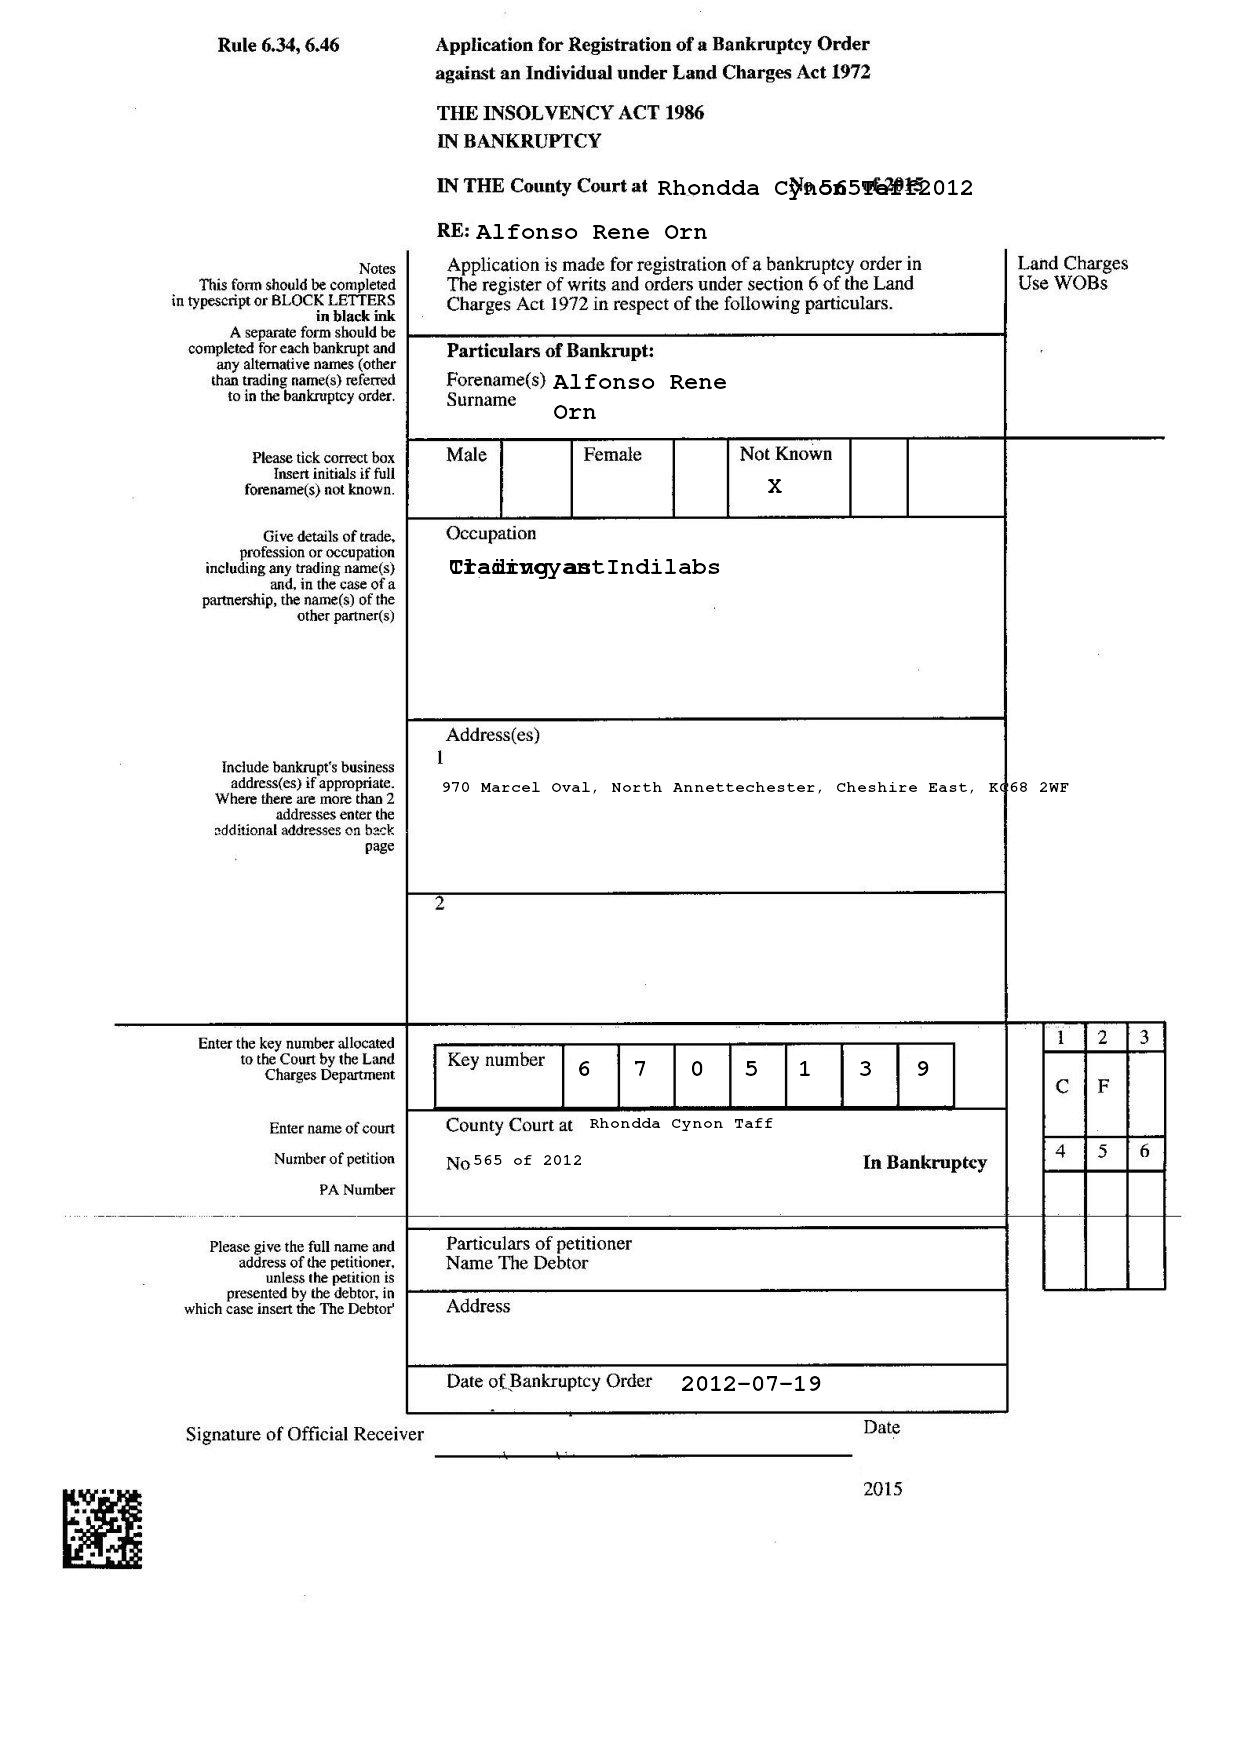 Rule 6.34, 6.46
Application for Registration of a Bankruptcy Order
against an Individual under Land Charges Act 1972
THE INSOLVENCY ACT 1986
IN BANKRUPTCY
IN THE County Court at Rhondda Cynon Taff
No 565 of 2012
RE: Alfonso Rene Orn
Notes
This form should be completed
in typescript or BLOCK LETTERS
in black ink
A separate form should be
completed for each bankrupt and
any alternative names (other
than trading name(s) referred
to in the bankruptcy order.
Application is made for registration of a bankruptcy order in
The register of writs and orders under section 6 of the Land
Charges Act 1972 in respect of the following particulars.
Land Charges
Use WOBs
Particulars of Bankrupt:
Forename(s) Alfonso Rene
Surname
Orn
Please tick correct box
Insert initials if full
forename(s) not known.
Male Female Not Known
X
Give details of trade,
profession or occupation
including any trading name(s)
and, in the case of a
partnership, the name(s) of the
other partner(s)
Occupation
Indilabs
Include bankrupt's business
address(es) if appropriate.
Where there are more than 2
addresses enter the
additional addresses on back
page
Address(es)
1
970 Marcel Oval, North Annettechester, Cheshire East, 2WF
2
Enter the key number allocated
to the Court by the Land
Charges Department
Key number 6 7 0 5 1 3 9
1 2 3
C F
4 5 6
Enter name of court
County Court at Rhondda Cynon Taff
Number of petition
No 565 of 2012 In Bankruptcy
PA Number
Please give the full name and
address of the petitioner,
unless the petition is
presented by the debtor, in
which case insert the The Debtor'
Particulars of petitioner
Name The Debtor
Address
Date of Bankruptcy Order 2012-07-19
Signature of Official Receiver
Date
2015